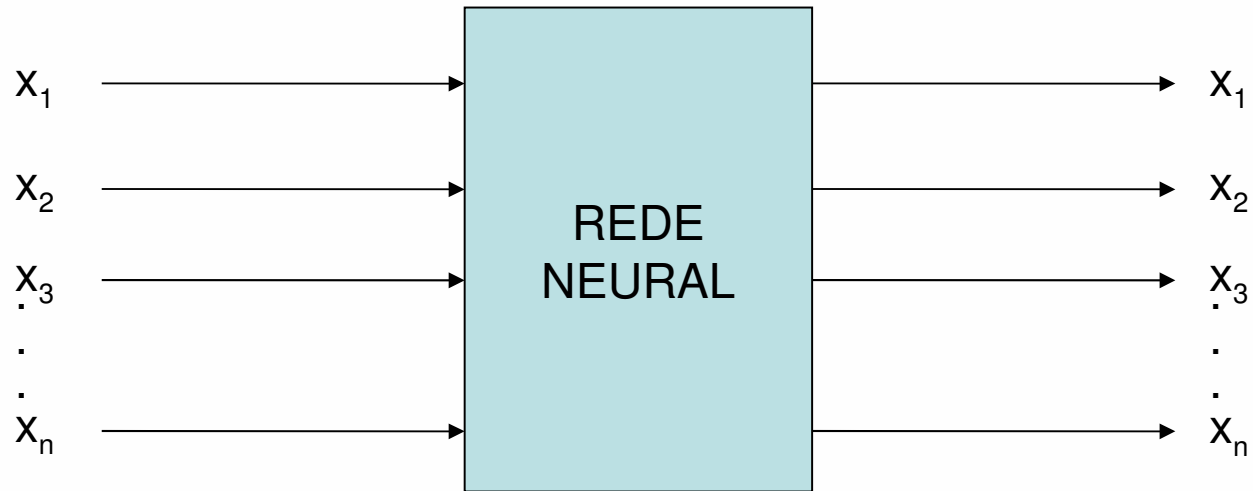 x₁
x₂
x₃
.
.
.
xₙ
REDE
NEURAL
x₁
x₂
x₃
.
.
.
xₙ